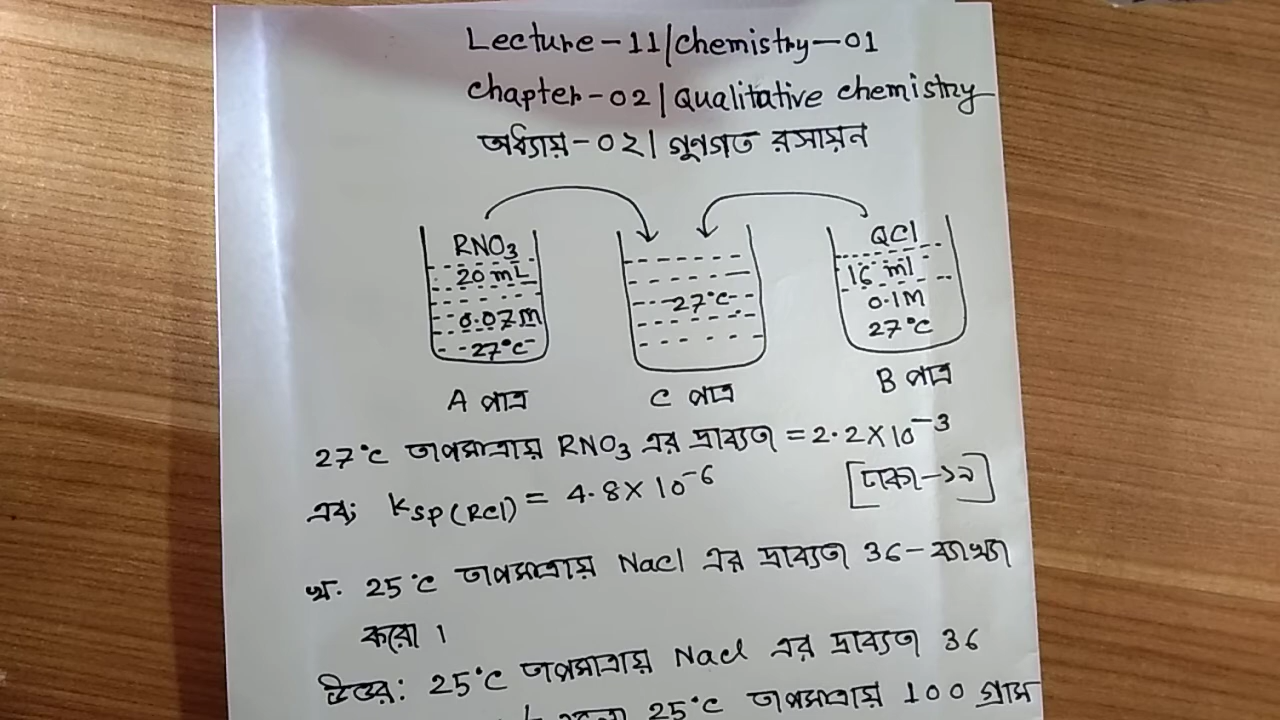 Lecture-11/chemistry-01
chapter-02/Qualitative chemistry
অধ্যায়-০২/গুণগত রসায়ন
RNO3
20 mL
0.07 M
27°C
A পাত্র
27°C
C পাত্র
QCl
16 ml
0.1M
27°C
B পাত্র
27°C তাপমাত্রায় RNO3 এর দ্রাব্যতা = 2.2×10⁻³
এবং Ksp(RCl) = 4.8×10⁻⁶ [ঢাকা-১৯]
খ. 25°C তাপমাত্রায় NaCl এর দ্রাব্যতা 36-ব্যাখ্যা
করো।
উত্তর: 25°C তাপমাত্রায় NaCl এর দ্রাব্যতা 36
25°C তাপমাত্রায় 100 গ্রাম